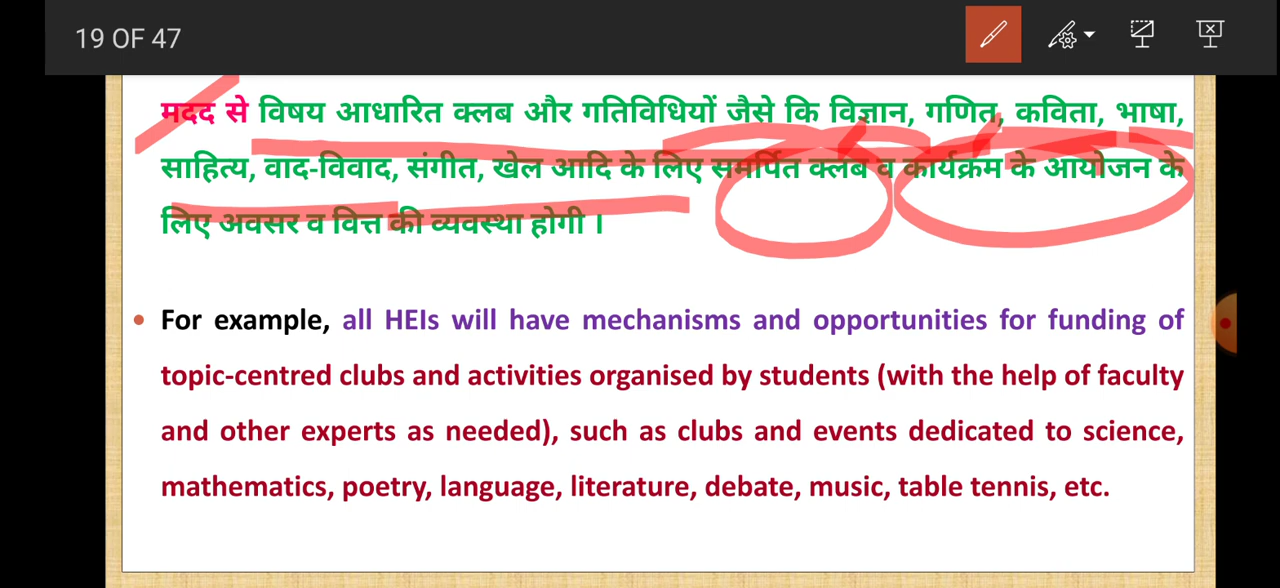 19 OF 47
मदद से विषय आधारित क्लब और गतिविधियों जैसे कि विज्ञान, गणित, कविता, भाषा,
साहित्य, वाद-विवाद, संगीत, खेल आदि के लिए समर्पित क्लब व कार्यक्रम के आयोजन के
लिए अवसर व वित्त की व्यवस्था होगी ।
• For example, all HEIs will have mechanisms and opportunities for funding of
topic-centred clubs and activities organised by students (with the help of faculty
and other experts as needed), such as clubs and events dedicated to science,
mathematics, poetry, language, literature, debate, music, table tennis, etc.